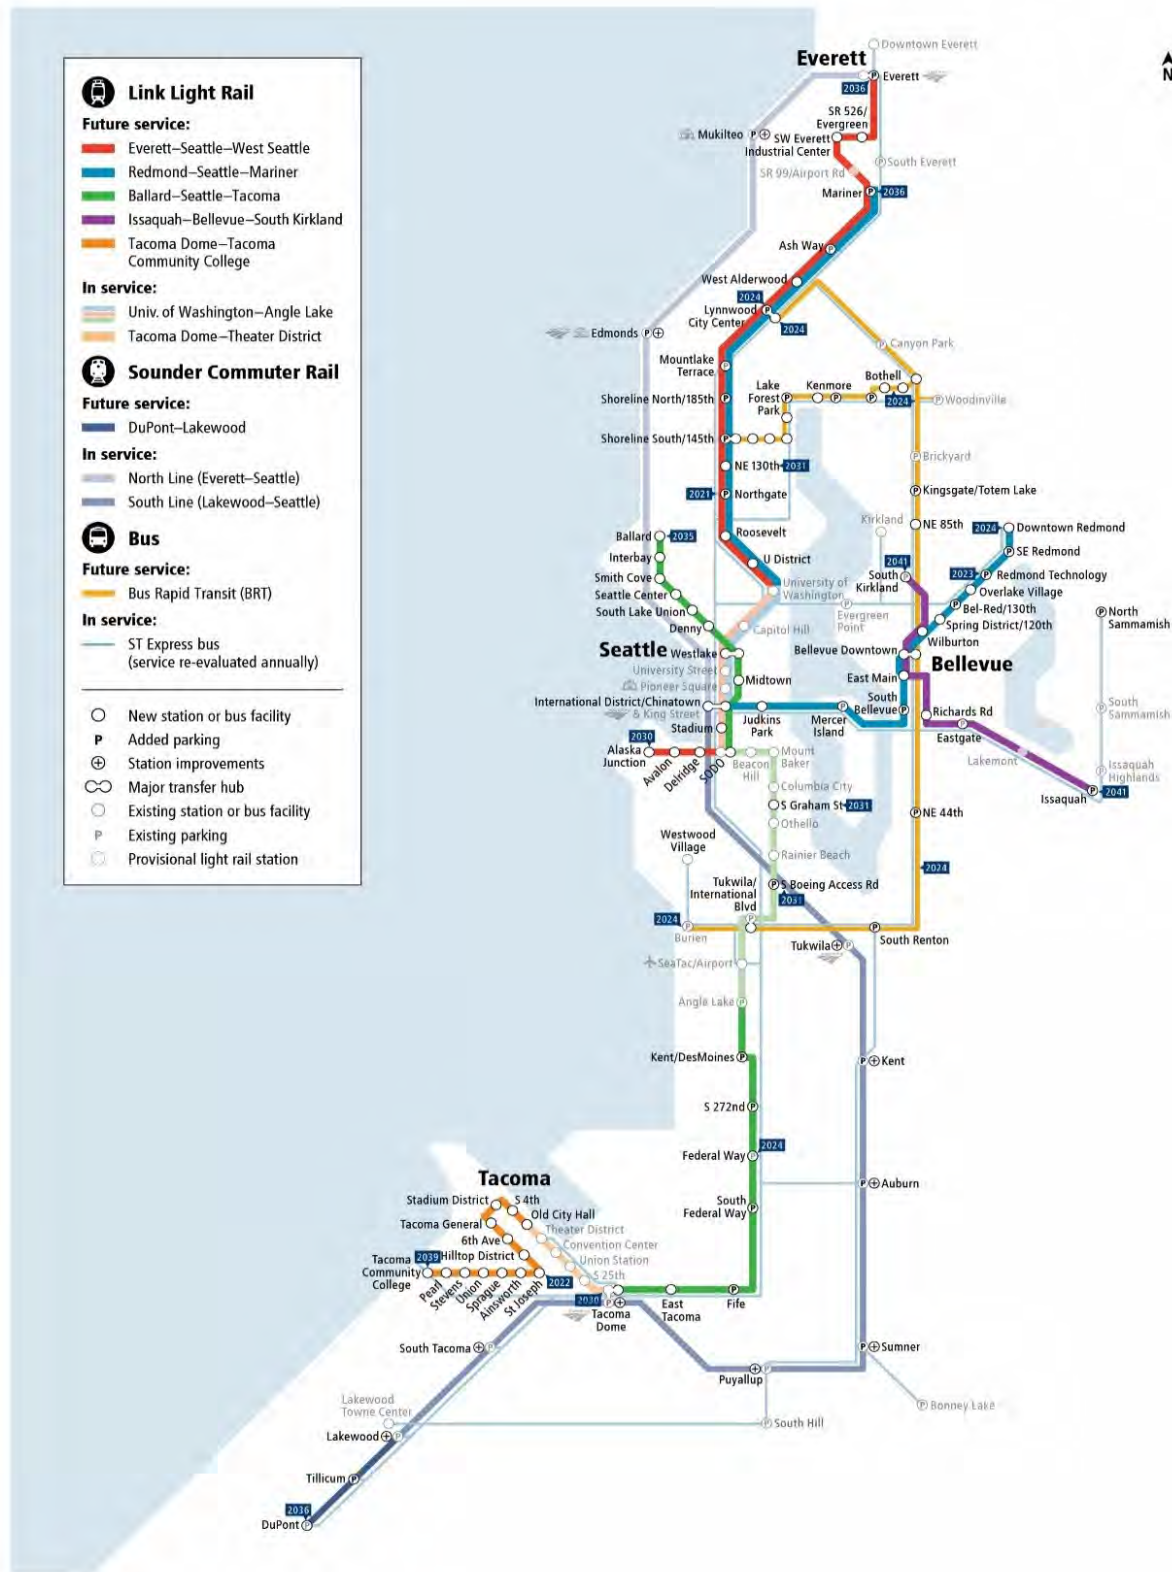 Link Light Rail
Future service:
Everett–Seattle–West Seattle
Redmond–Seattle–Mariner
Ballard–Seattle–Tacoma
Issaquah–Bellevue–South Kirkland
Tacoma Dome–Tacoma
Community College
In service:
Univ. of Washington–Angle Lake
Tacoma Dome–Theater District
Sounder Commuter Rail
Future service:
DuPont–Lakewood
In service:
North Line (Everett–Seattle)
South Line (Lakewood–Seattle)
Bus
Future service:
Bus Rapid Transit (BRT)
In service:
ST Express bus
(service re-evaluated annually)
New station or bus facility
P Added parking
Station improvements
Major transfer hub
Existing station or bus facility
P Existing parking
Provisional light rail station
N
Downtown Everett
Everett
Everett
2036
SR 526/
Evergreen
Mukilteo
SW Everett
Industrial Center
South Everett
SR 99/Airport Rd
Mariner
2036
Ash Way
West Alderwood
2024
Lynnwood
City Center
2024
Edmonds
Canyon Park
Mountlake
Terrace
Bothell
Lake
Forest
Park
Kenmore
2024
Woodinville
Shoreline North/185th
Shoreline South/145th
Brickyard
NE 130th
2031
2021
Northgate
Kingsgate/Totem Lake
Roosevelt
Kirkland
NE 85th
2024
Downtown Redmond
Ballard
2035
Interbay
U District
SE Redmond
2041
South
Kirkland
2023
Redmond Technology
Smith Cove
University of
Washington
Overlake Village
Seattle Center
Bel-Red/130th
South Lake Union
Evergreen
Point
Spring District/120th
North
Sammamish
Denny
Capitol Hill
Wilburton
Seattle
Westlake
Bellevue Downtown
Bellevue
University Street
Midtown
East Main
Pioneer Square
International District/Chinatown
& King Street
South
Bellevue
Richards Rd
South
Sammamish
Stadium
Judkins
Park
Mercer
Island
Eastgate
2030
Alaska
Junction
Avalon
Delridge
SODO
Beacon
Hill
Mount
Baker
Lakemont
Issaquah
Highlands
Columbia City
Issaquah
2041
S Graham St
2031
NE 44th
Othello
Westwood
Village
Rainier Beach
2024
Tukwila/
International
Blvd
S Boeing Access Rd
2031
2024
Burien
Tukwila
South Renton
SeaTac/Airport
Angle Lake
Kent/DesMoines
Kent
S 272nd
2024
Federal Way
Auburn
South
Federal Way
Tacoma
Stadium District
S 4th
Old City Hall
Tacoma General
Theater District
6th Ave
Convention Center
Hilltop District
Union Station
2039
Tacoma
Community
College
S 25th
2022
Pearl
Stevens
Union
Sprague
Ainsworth
St Joseph
2030
Tacoma
Dome
East
Tacoma
Fife
South Tacoma
Sumner
Puyallup
Lakewood
Towne Center
Bonney Lake
South Hill
Lakewood
Tillicum
2036
DuPont